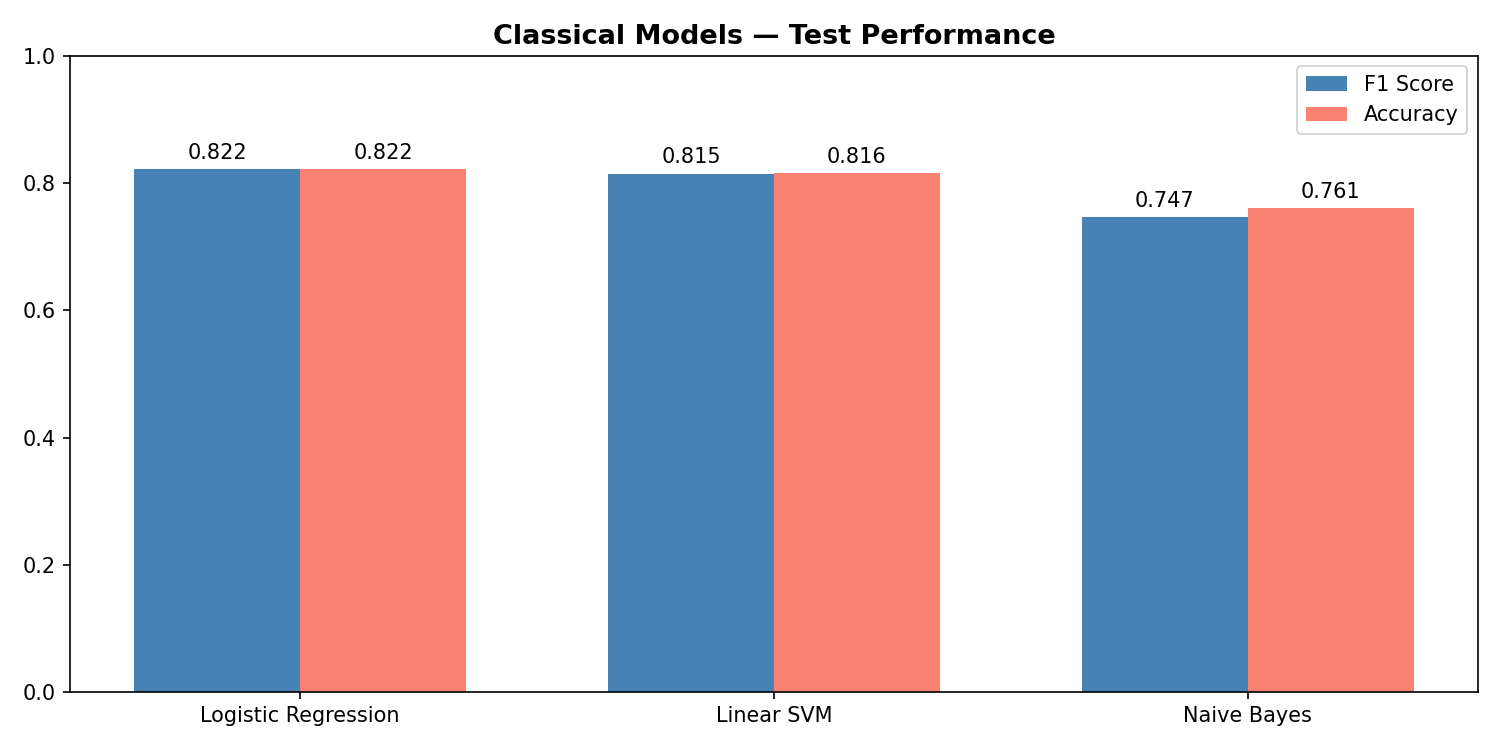 Classical Models — Test Performance
1.0
0.8
0.6
0.4
0.2
0.0
F1 Score
Accuracy
0.822
0.822
0.815
0.816
0.747
0.761
Logistic Regression
Linear SVM
Naive Bayes